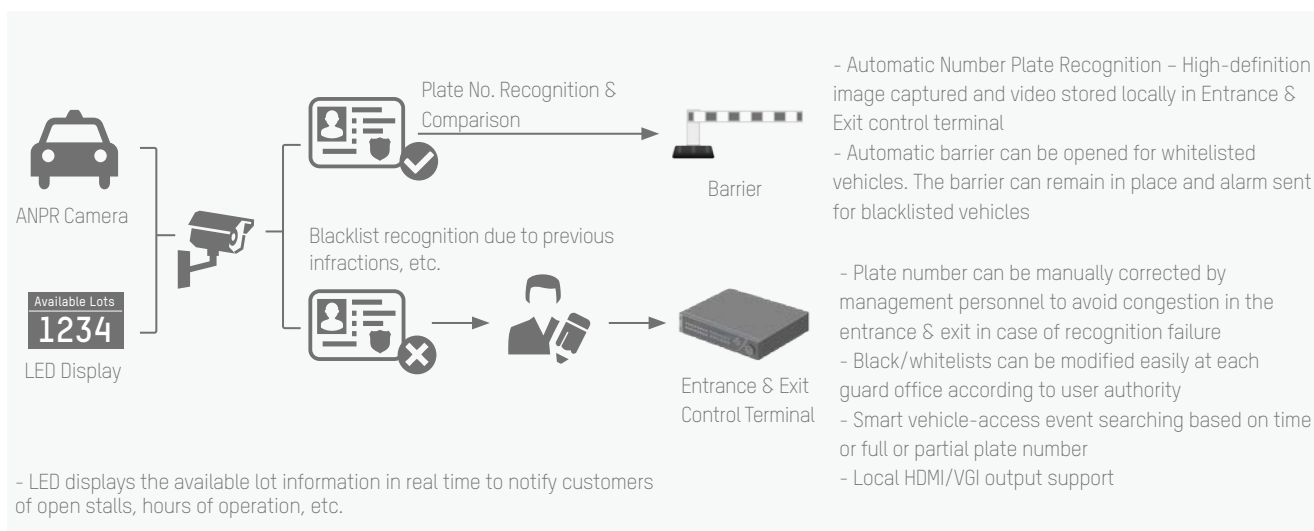 ANPR Camera
Available Lots
1234
LED Display
Plate No. Recognition &
Comparison
Barrier
Blacklist recognition due to previous
infractions, etc.
Entrance & Exit
Control Terminal
- Automatic Number Plate Recognition – High-definition
image captured and video stored locally in Entrance &
Exit control terminal
- Automatic barrier can be opened for whitelisted
vehicles. The barrier can remain in place and alarm sent
for blacklisted vehicles
- Plate number can be manually corrected by
management personnel to avoid congestion in the
entrance & exit in case of recognition failure
- Black/whitelists can be modified easily at each
guard office according to user authority
- Smart vehicle-access event searching based on time
or full or partial plate number
- Local HDMI/VGI output support
- LED displays the available lot information in real time to notify customers
of open stalls, hours of operation, etc.